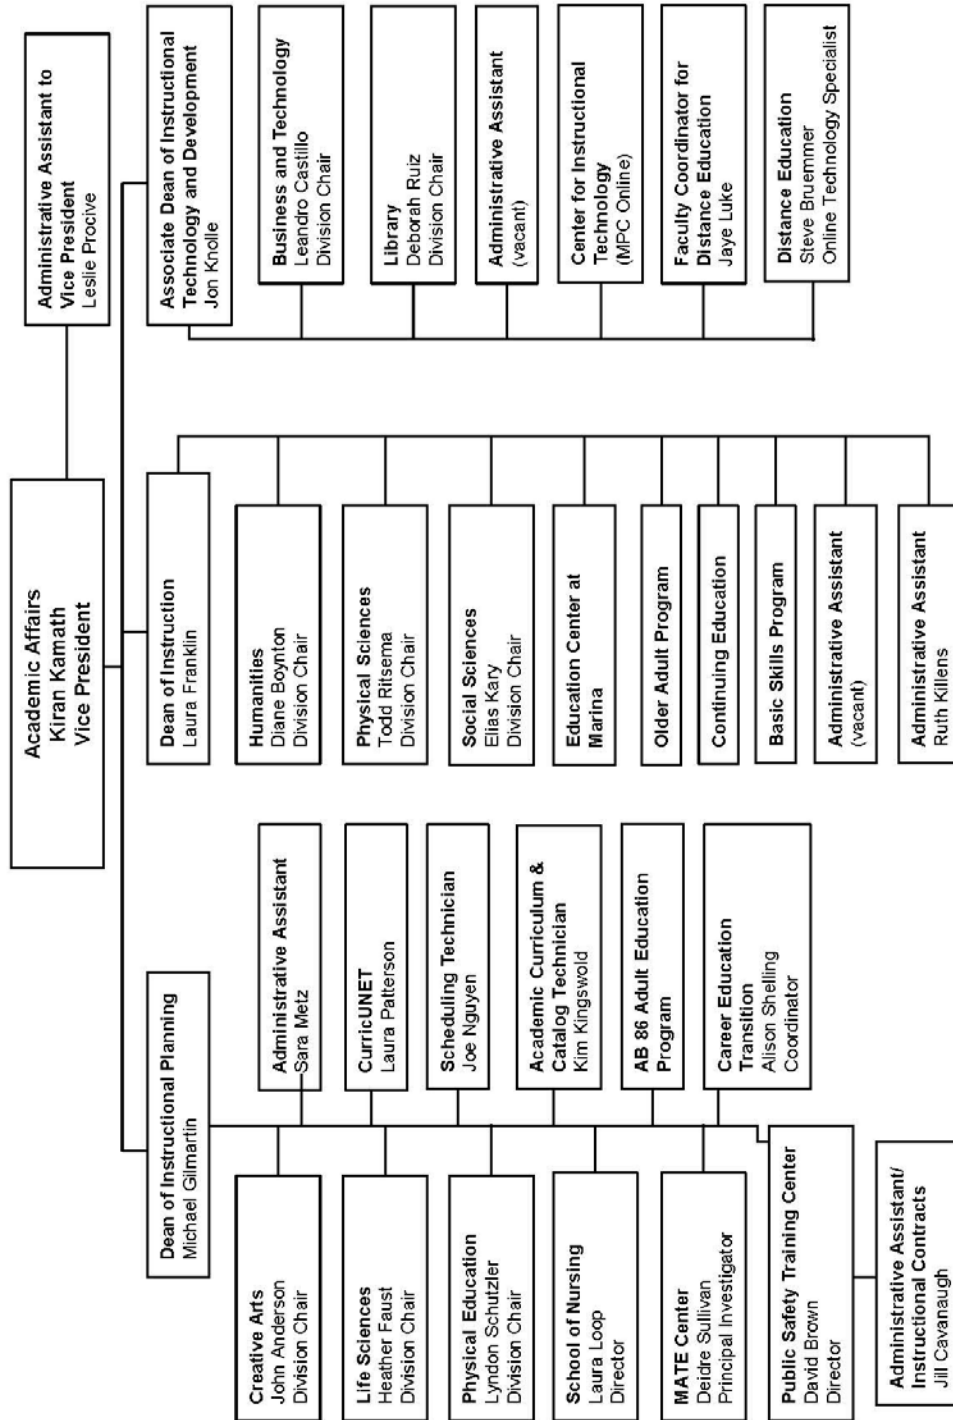 Academic Affairs
Kiran Kamath
Vice President
Administrative Assistant to
Vice President
Leslie Procive
Dean of Instructional Planning
Michael Gilmartin
Creative Arts
John Anderson
Division Chair
Life Sciences
Heather Faust
Division Chair
Physical Education
Lyndon Schutzler
Division Chair
School of Nursing
Laura Loop
Director
MATE Center
Deidre Sullivan
Principal Investigator
Public Safety Training Center
David Brown
Director
Administrative Assistant/
Instructional Contracts
Jill Cavanaugh
Administrative Assistant
Sara Metz
CurricUNET
Laura Patterson
Scheduling Technician
Joe Nguyen
Academic Curriculum &
Catalog Technician
Kim Kingswold
AB 86 Adult Education
Program
Career Education
Transition
Alison Shelling
Coordinator
Dean of Instruction
Laura Franklin
Humanities
Diane Boynton
Division Chair
Physical Sciences
Todd Ritsema
Division Chair
Social Sciences
Elias Kary
Division Chair
Education Center at
Marina
Older Adult Program
Continuing Education
Basic Skills Program
Administrative Assistant
(vacant)
Administrative Assistant
Ruth Killens
Associate Dean of Instructional
Technology and Development
Jon Knolle
Business and Technology
Leandro Castillo
Division Chair
Library
Deborah Ruiz
Division Chair
Administrative Assistant
(vacant)
Center for Instructional
Technology
(MPC Online)
Faculty Coordinator for
Distance Education
Jaye Luke
Distance Education
Steve Bruemmer
Online Technology Specialist